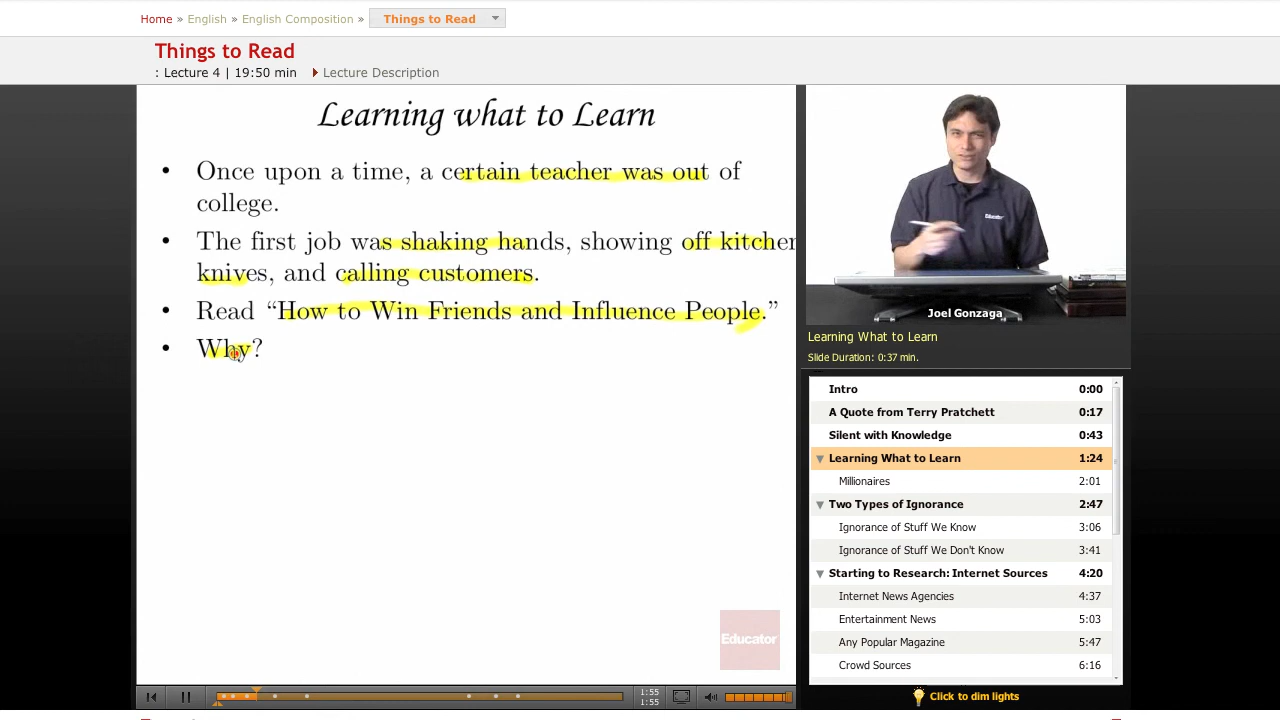 Home » English » English Composition » Things to Read
Things to Read
: Lecture 4 | 19:50 min Lecture Description
Learning what to Learn
• Once upon a time, a certain teacher was out of
college.
• The first job was shaking hands, showing off kitchen
knives, and calling customers.
• Read “How to Win Friends and Influence People.”
• Why?
Educator
1:55
1:55
Educator
Joel Gonzaga
Learning What to Learn
Slide Duration: 0:37 min.
Intro 0:00
A Quote from Terry Pratchett 0:17
Silent with Knowledge 0:43
Learning What to Learn 1:24
Millionaires 2:01
Two Types of Ignorance 2:47
Ignorance of Stuff We Know 3:06
Ignorance of Stuff We Don't Know 3:41
Starting to Research: Internet Sources 4:20
Internet News Agencies 4:37
Entertainment News 5:03
Any Popular Magazine 5:47
Crowd Sources 6:16
Click to dim lights